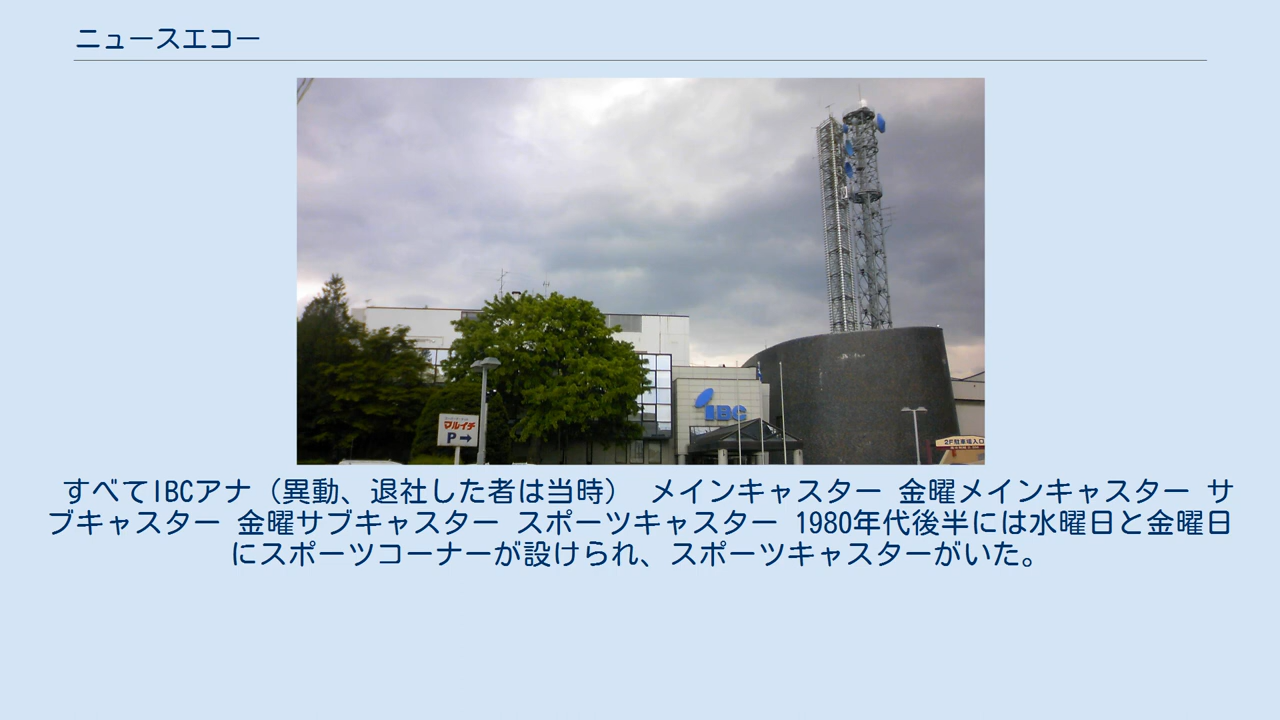 ニュースエコー
IBC
マルイチ
P→
2F駐車場入口
すべてIBCアナ（異動、退社した者は当時） メインキャスター 金曜メインキャスター サ
ブキャスター 金曜サブキャスター スポーツキャスター 1980年代後半には水曜日と金曜日
にスポーツコーナーが設けられ、スポーツキャスターがいた。